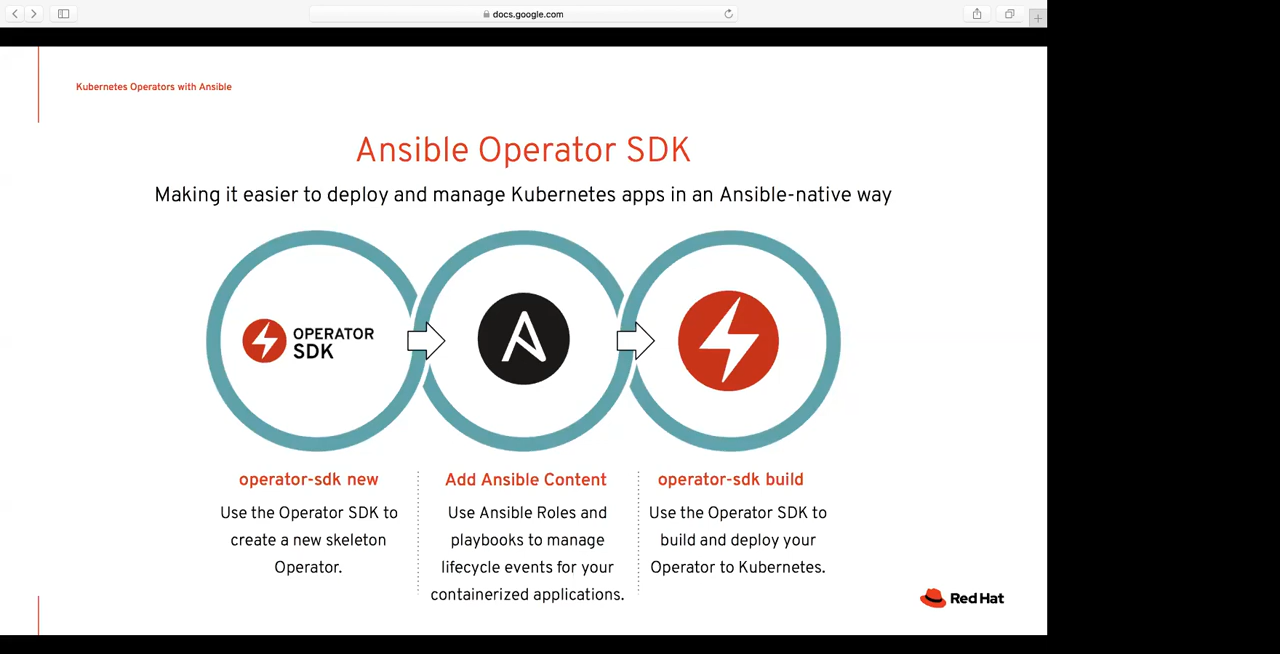 docs.google.com
Kubernetes Operators with Ansible
Ansible Operator SDK
Making it easier to deploy and manage Kubernetes apps in an Ansible-native way
OPERATOR
SDK
operator-sdk new
Use the Operator SDK to
create a new skeleton
Operator.
Add Ansible Content
Use Ansible Roles and
playbooks to manage
lifecycle events for your
containerized applications.
operator-sdk build
Use the Operator SDK to
build and deploy your
Operator to Kubernetes.
Red Hat